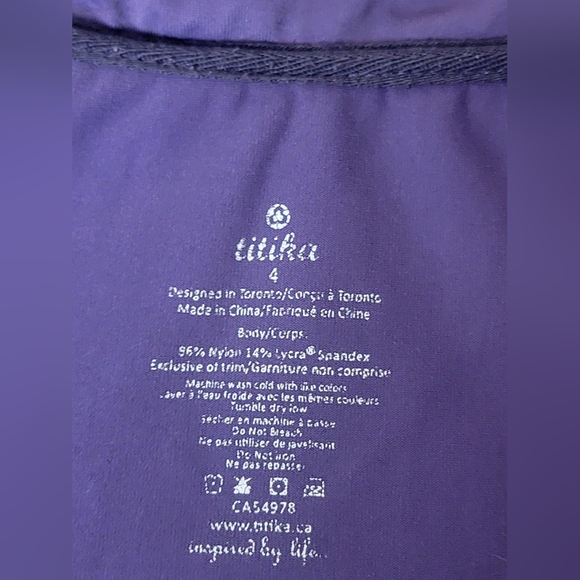 titika
4
Designed in Toronto/Conçu à Toronto
Made in China/Fabriqué en Chine
Body/Corps:
96% Nylon 14% Lycra® Spandex
Exclusive of trim/Garniture non comprise
Machine wash cold with like colors
Laver à l'eau froide avec les mêmes couleurs
Tumble dry low
Sécher en machine à basse
Do Not Bleach
Ne pas utiliser de javelisant
Do Not Iron
Ne pas repasser
CA54978
www.titika.ca
inspired by life...